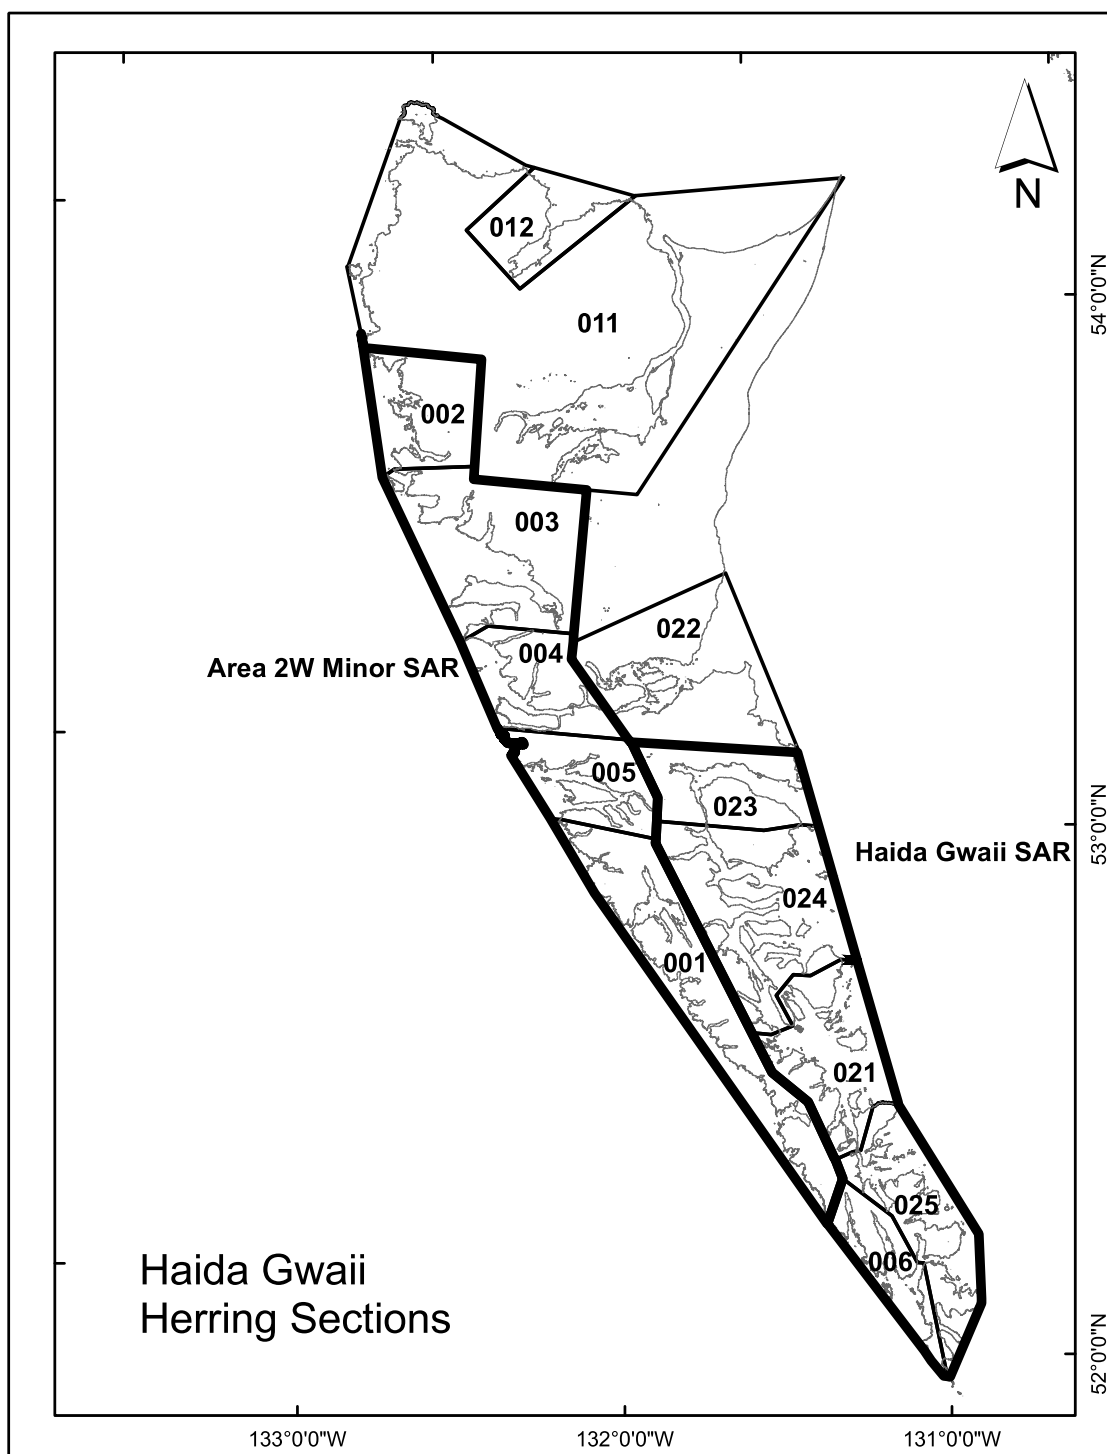 N
012
54°0'0"N
011
002
003
022
004
Area 2W Minor SAR
005
023
53°0'0"N
Haida Gwaii SAR
024
001
021
025
006
Haida Gwaii
Herring Sections
52°0'0"N
133°0'0"W
132°0'0"W
131°0'0"W